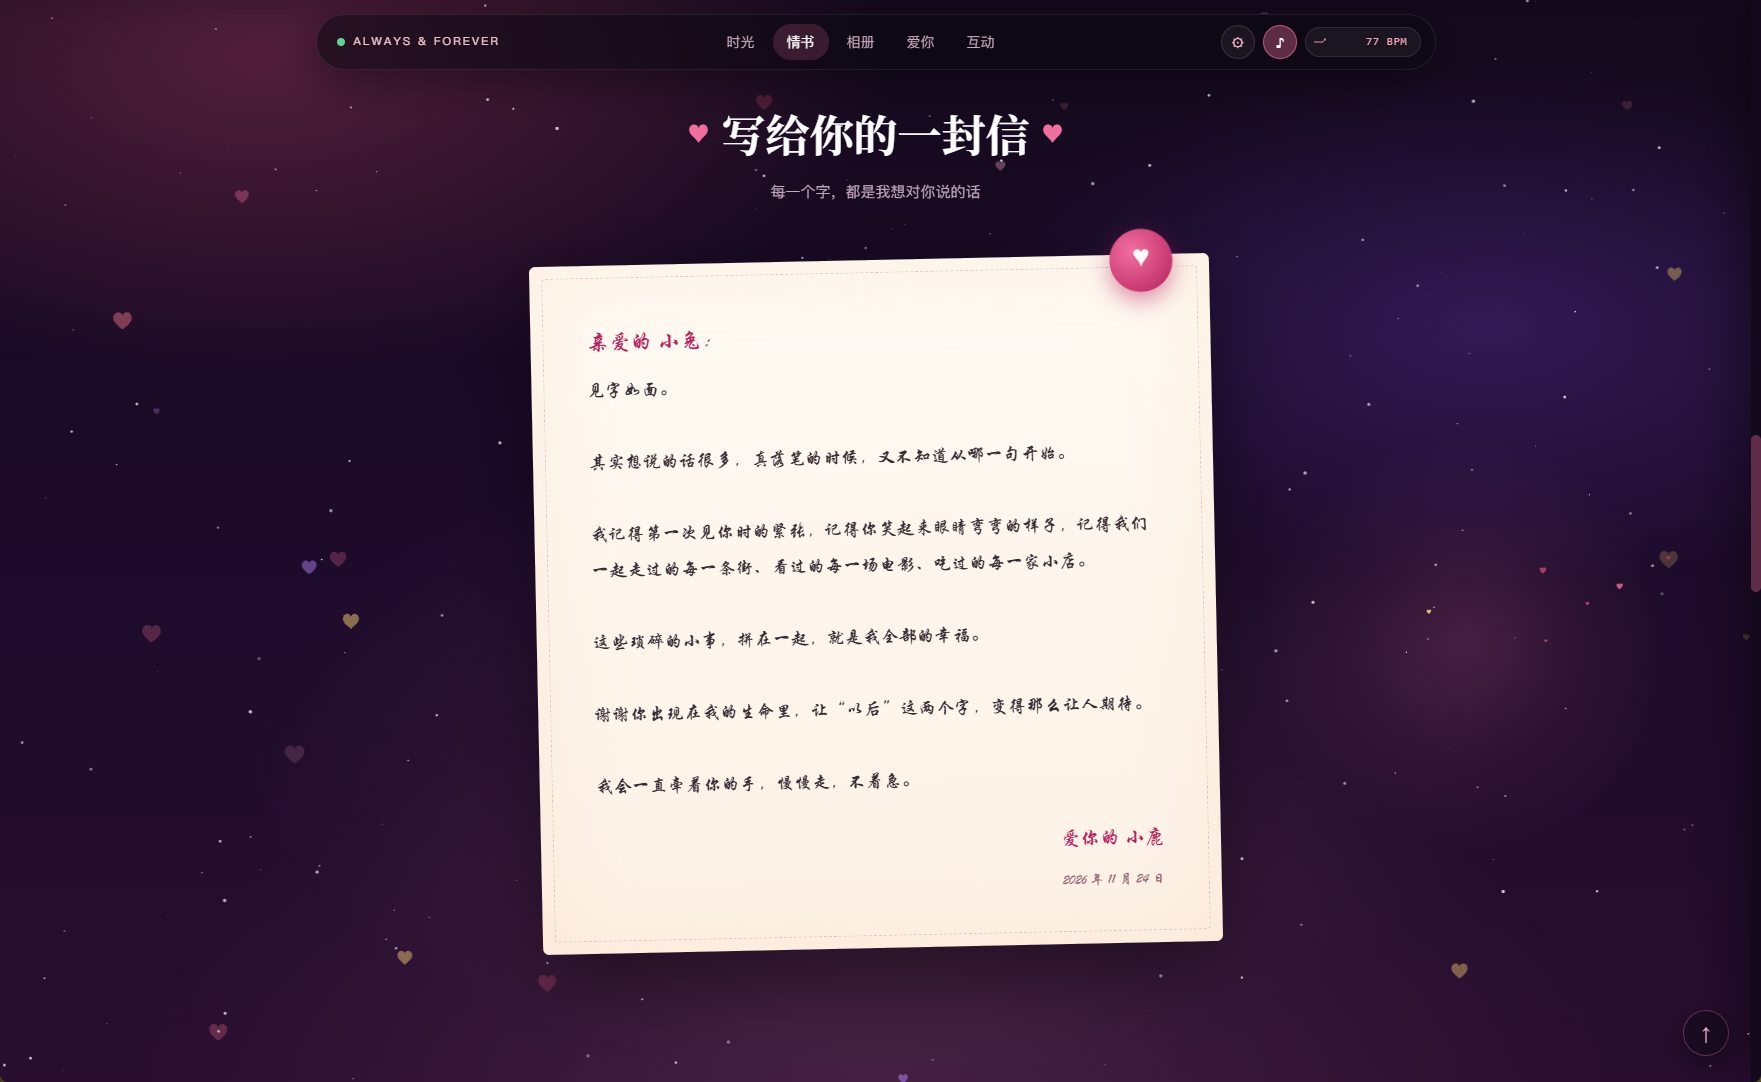 ALWAYS & FOREVER
时光 情书 相册 爱你 互动
77 BPM
写给你的一封信
每一个字，都是我想对你说的话
亲爱的 小兔：
见字如面。
其实想说的话很多，真落笔的时候，又不知道从哪一句开始。
我记得第一次见你时的紧张，记得你笑起来眼睛弯弯的样子，记得我们
一起走过的每一条街、看过的每一场电影、吃过的每一家小店。
这些琐碎的小事，拼在一起，就是我全部的幸福。
谢谢你出现在我的生命里，让“以后”这两个字，变得那么让人期待。
我会一直牵着你的手，慢慢走，不着急。
爱你的 小鹿
2026 年 11 月 24 日